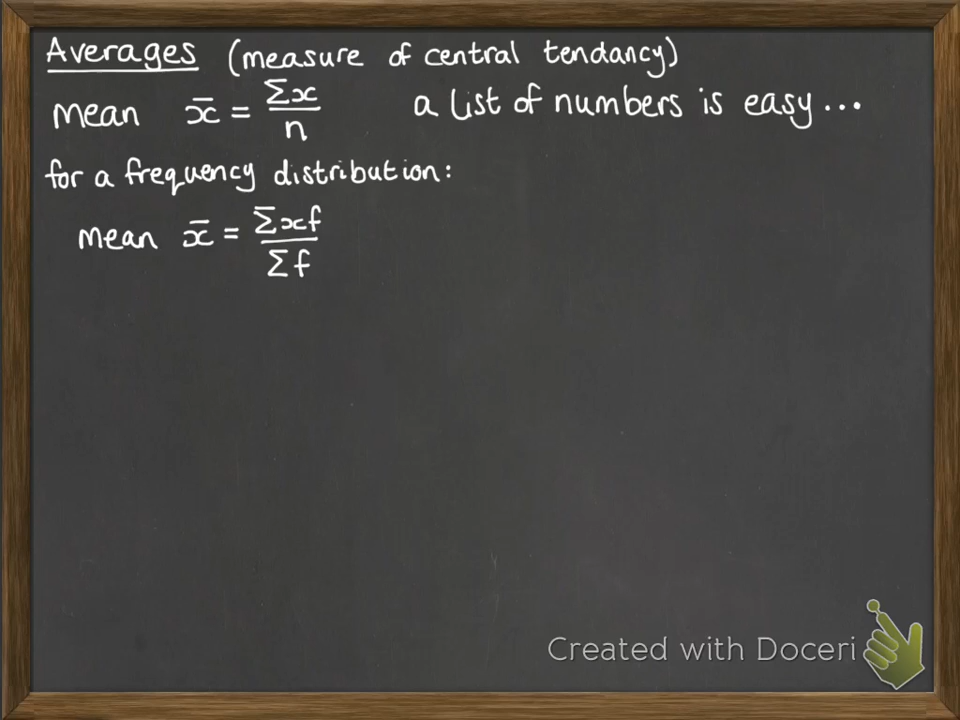 Averages (measure of central tendancy)
mean x̄ = Σx/n a list of numbers is easy...
for a frequency distribution:
mean x̄ = Σxf/Σf
Created with Doceri